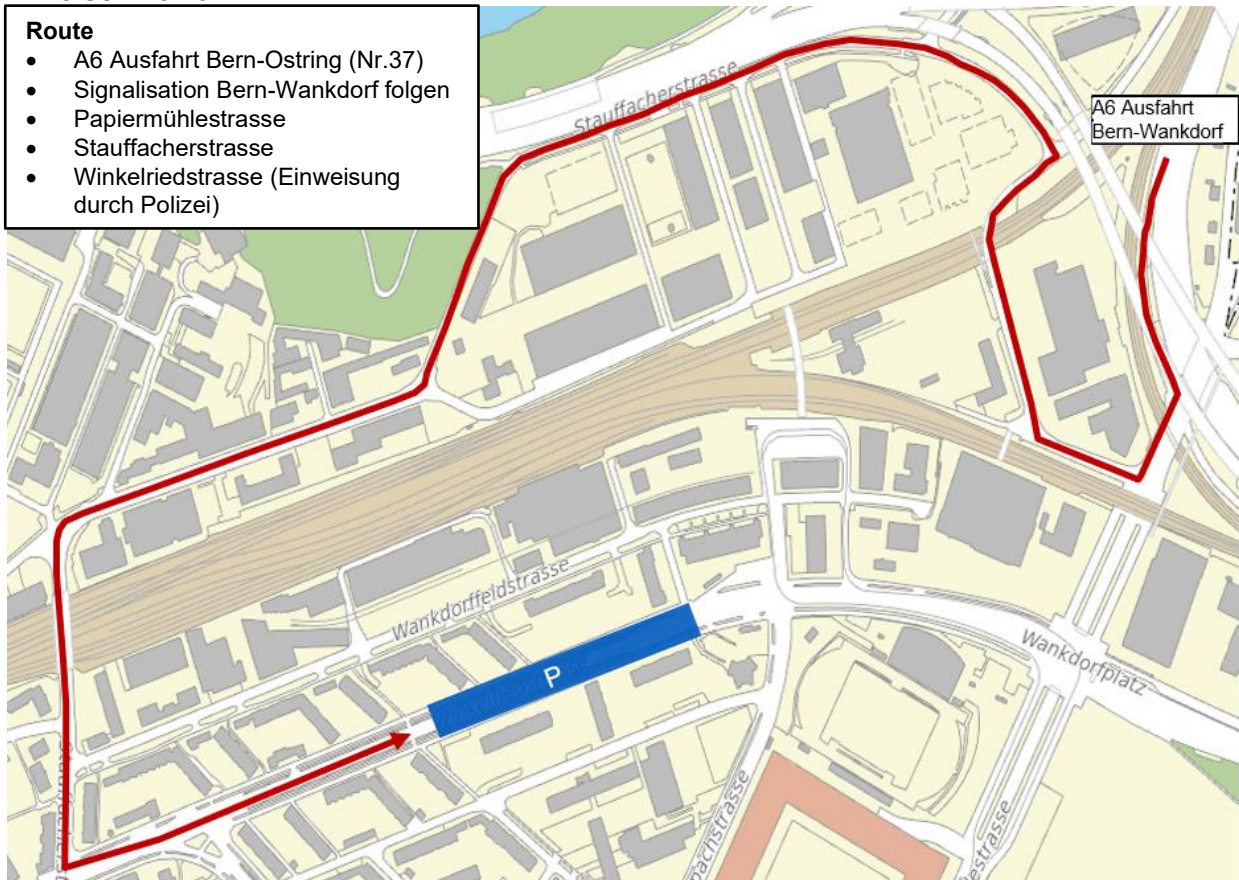 Route
• A6 Ausfahrt Bern-Ostring (Nr.37)
• Signalisation Bern-Wankdorf folgen
• Papiermühlestrasse
• Stauffacherstrasse
• Winkelriedstrasse (Einweisung
durch Polizei)
Stauffacherstrasse
A6 Ausfahrt
Bern-Wankdorf
Wankdorffeldstrasse
P
Wankdorfplatz